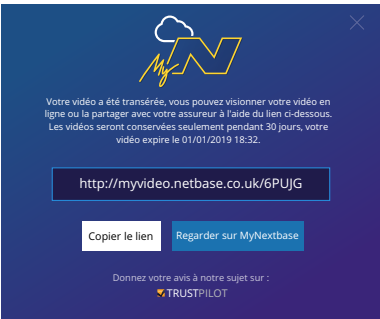 My N
Votre vidéo a été transérée, vous pouvez visionner votre vidéo en
ligne ou la partager avec votre assureur à l'aide du lien ci-dessous.
Les vidéos seront conservées seulement pendant 30 jours, votre
vidéo expire le 01/01/2019 18:32.
http://myvideo.netbase.co.uk/6PUJG
Copier le lien
Regarder sur MyNextbase
Donnez votre avis à notre sujet sur :
TRUSTPILOT